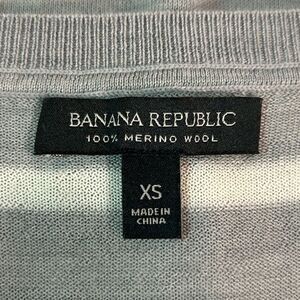 BANANA REPUBLIC
100% MERINO WOOL
XS
MADE IN
CHINA